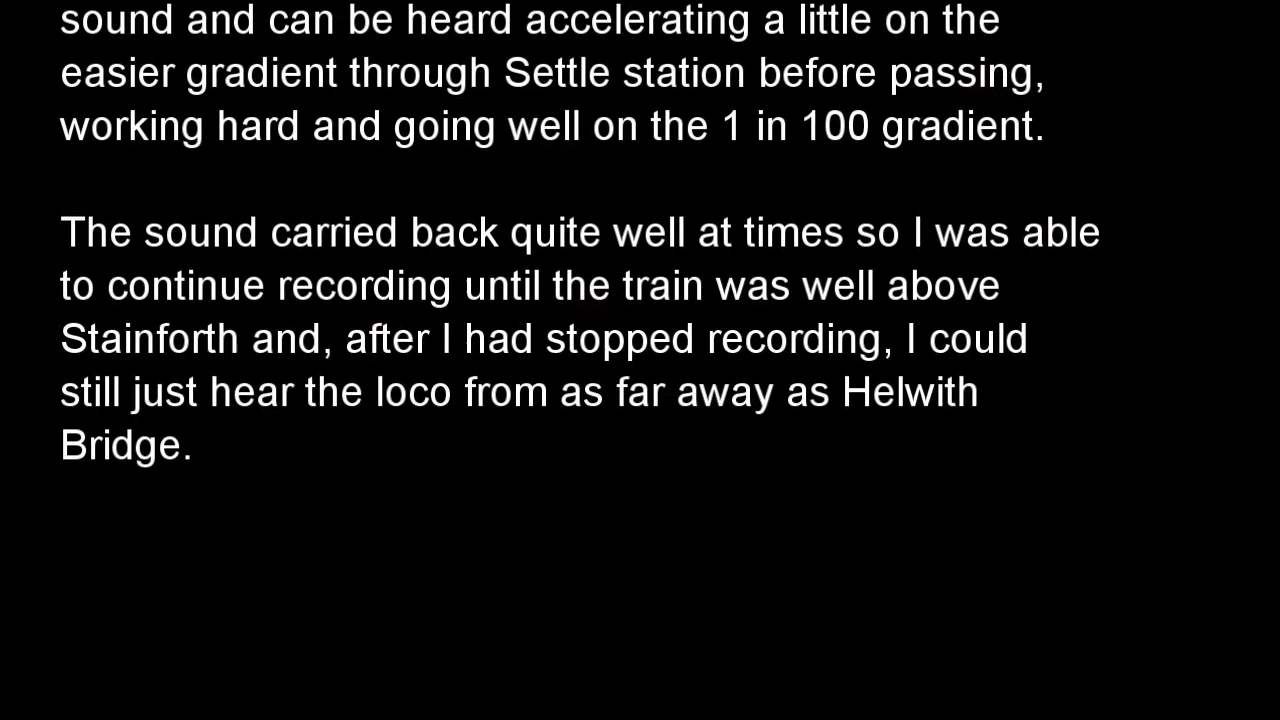 sound and can be heard accelerating a little on the
easier gradient through Settle station before passing,
working hard and going well on the 1 in 100 gradient.
The sound carried back quite well at times so I was able
to continue recording until the train was well above
Stainforth and, after I had stopped recording, I could
still just hear the loco from as far away as Helwith
Bridge.